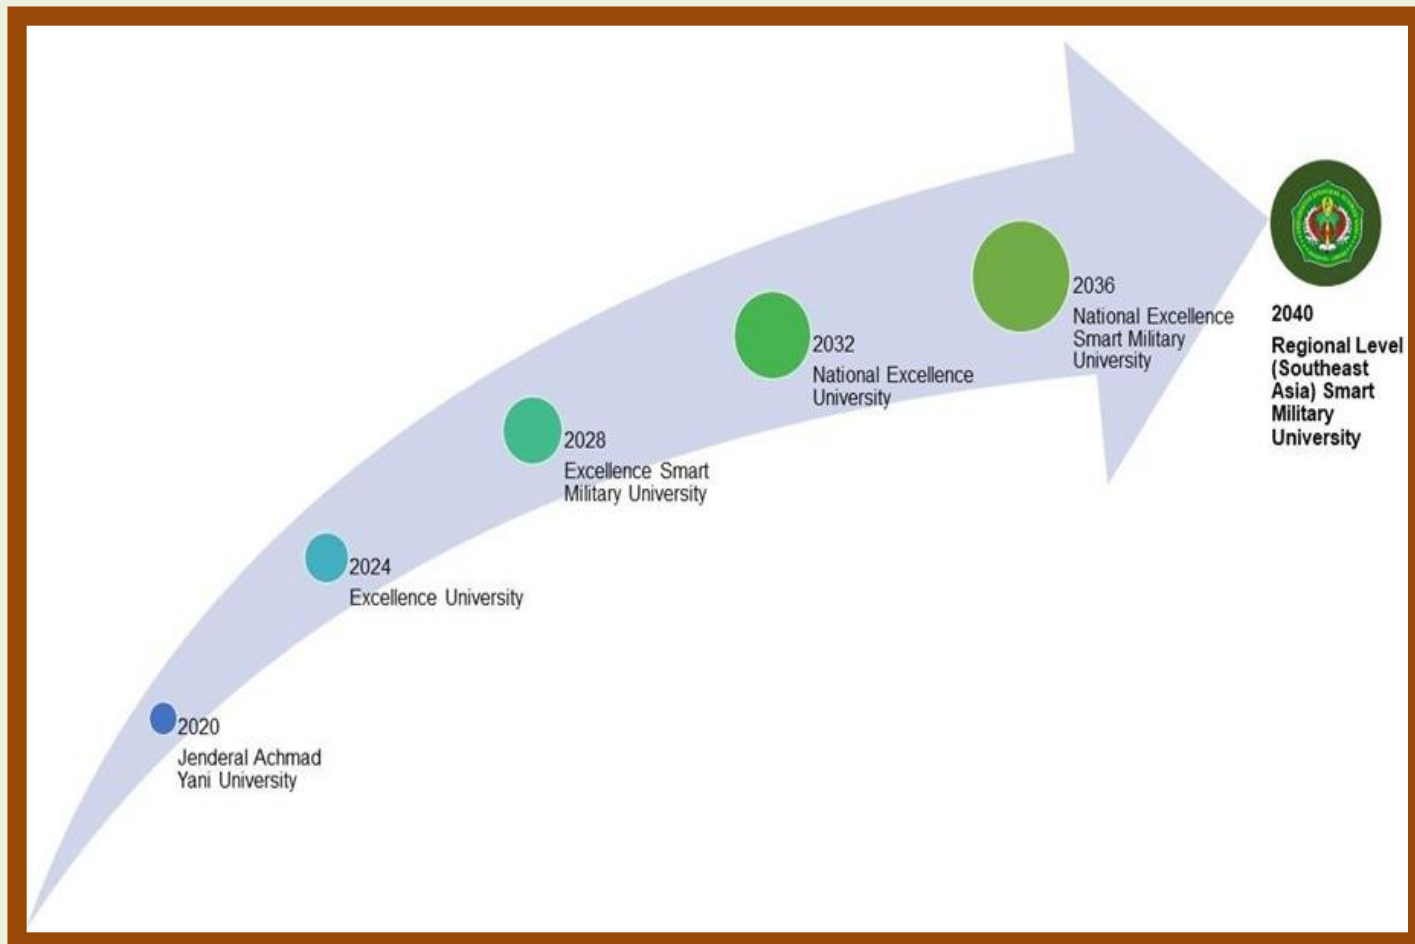 2020
Jenderal Achmad
Yani University
2024
Excellence University
2028
Excellence Smart
Military University
2032
National Excellence
University
2036
National Excellence
Smart Military
University
2040
Regional Level
(Southeast
Asia) Smart
Military
University